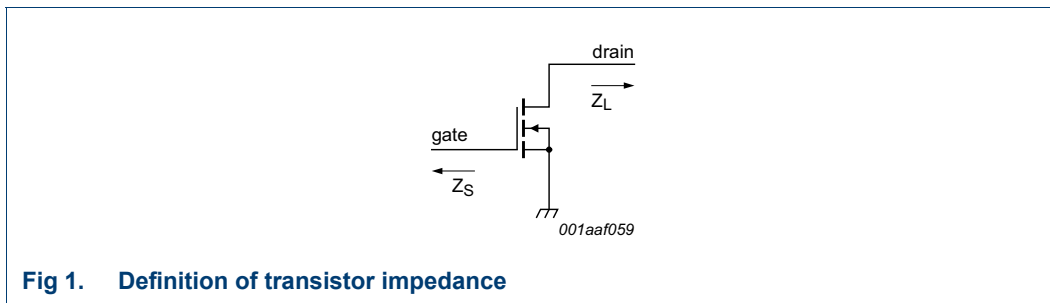 drain
Z_L
gate
Z_S
001aaf059
Fig 1. Definition of transistor impedance